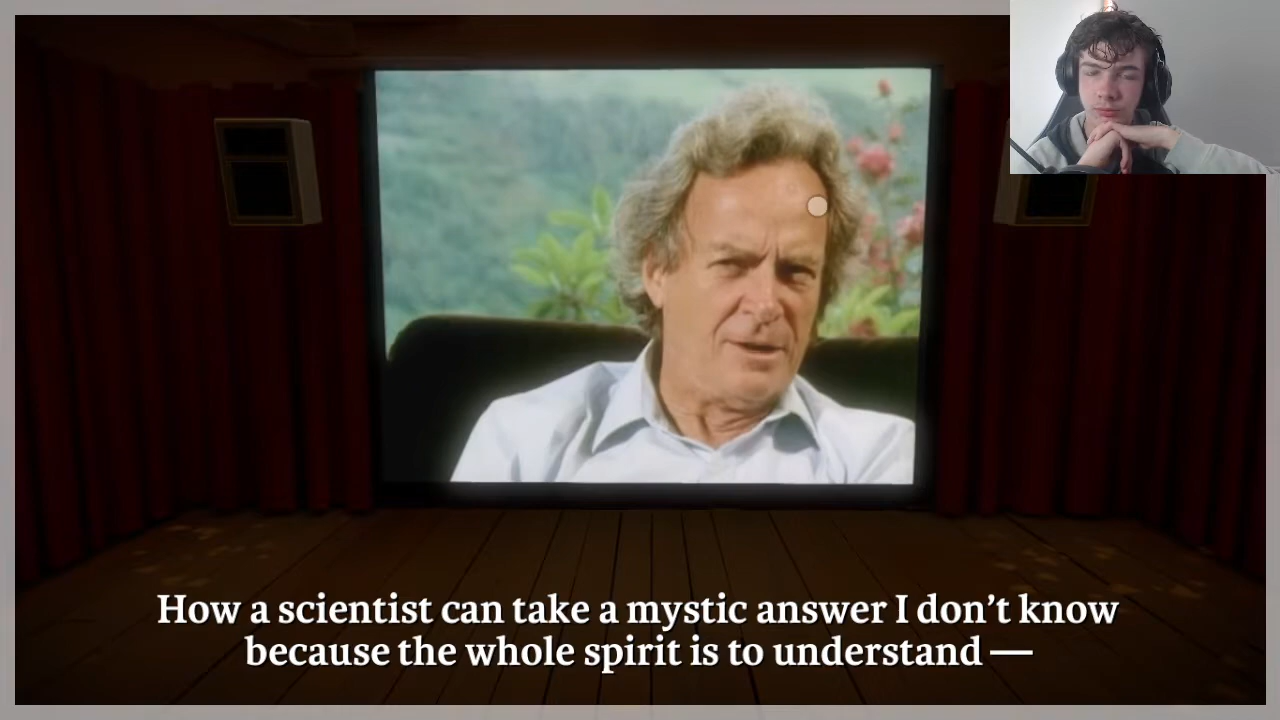 How a scientist can take a mystic answer I don’t know
because the whole spirit is to understand —